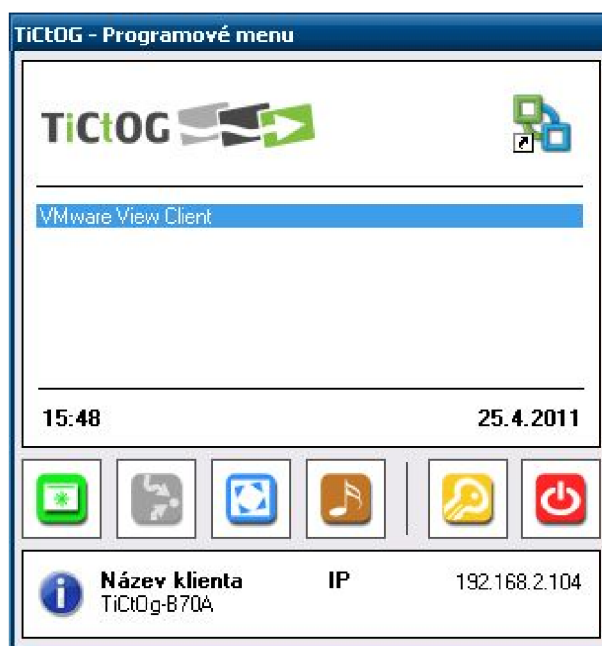 TiCtOG - Programové menu
TiCtOG
VMware View Client
15:48 25.4.2011
Název klienta IP 192.168.2.104
TiCtOg-B70A